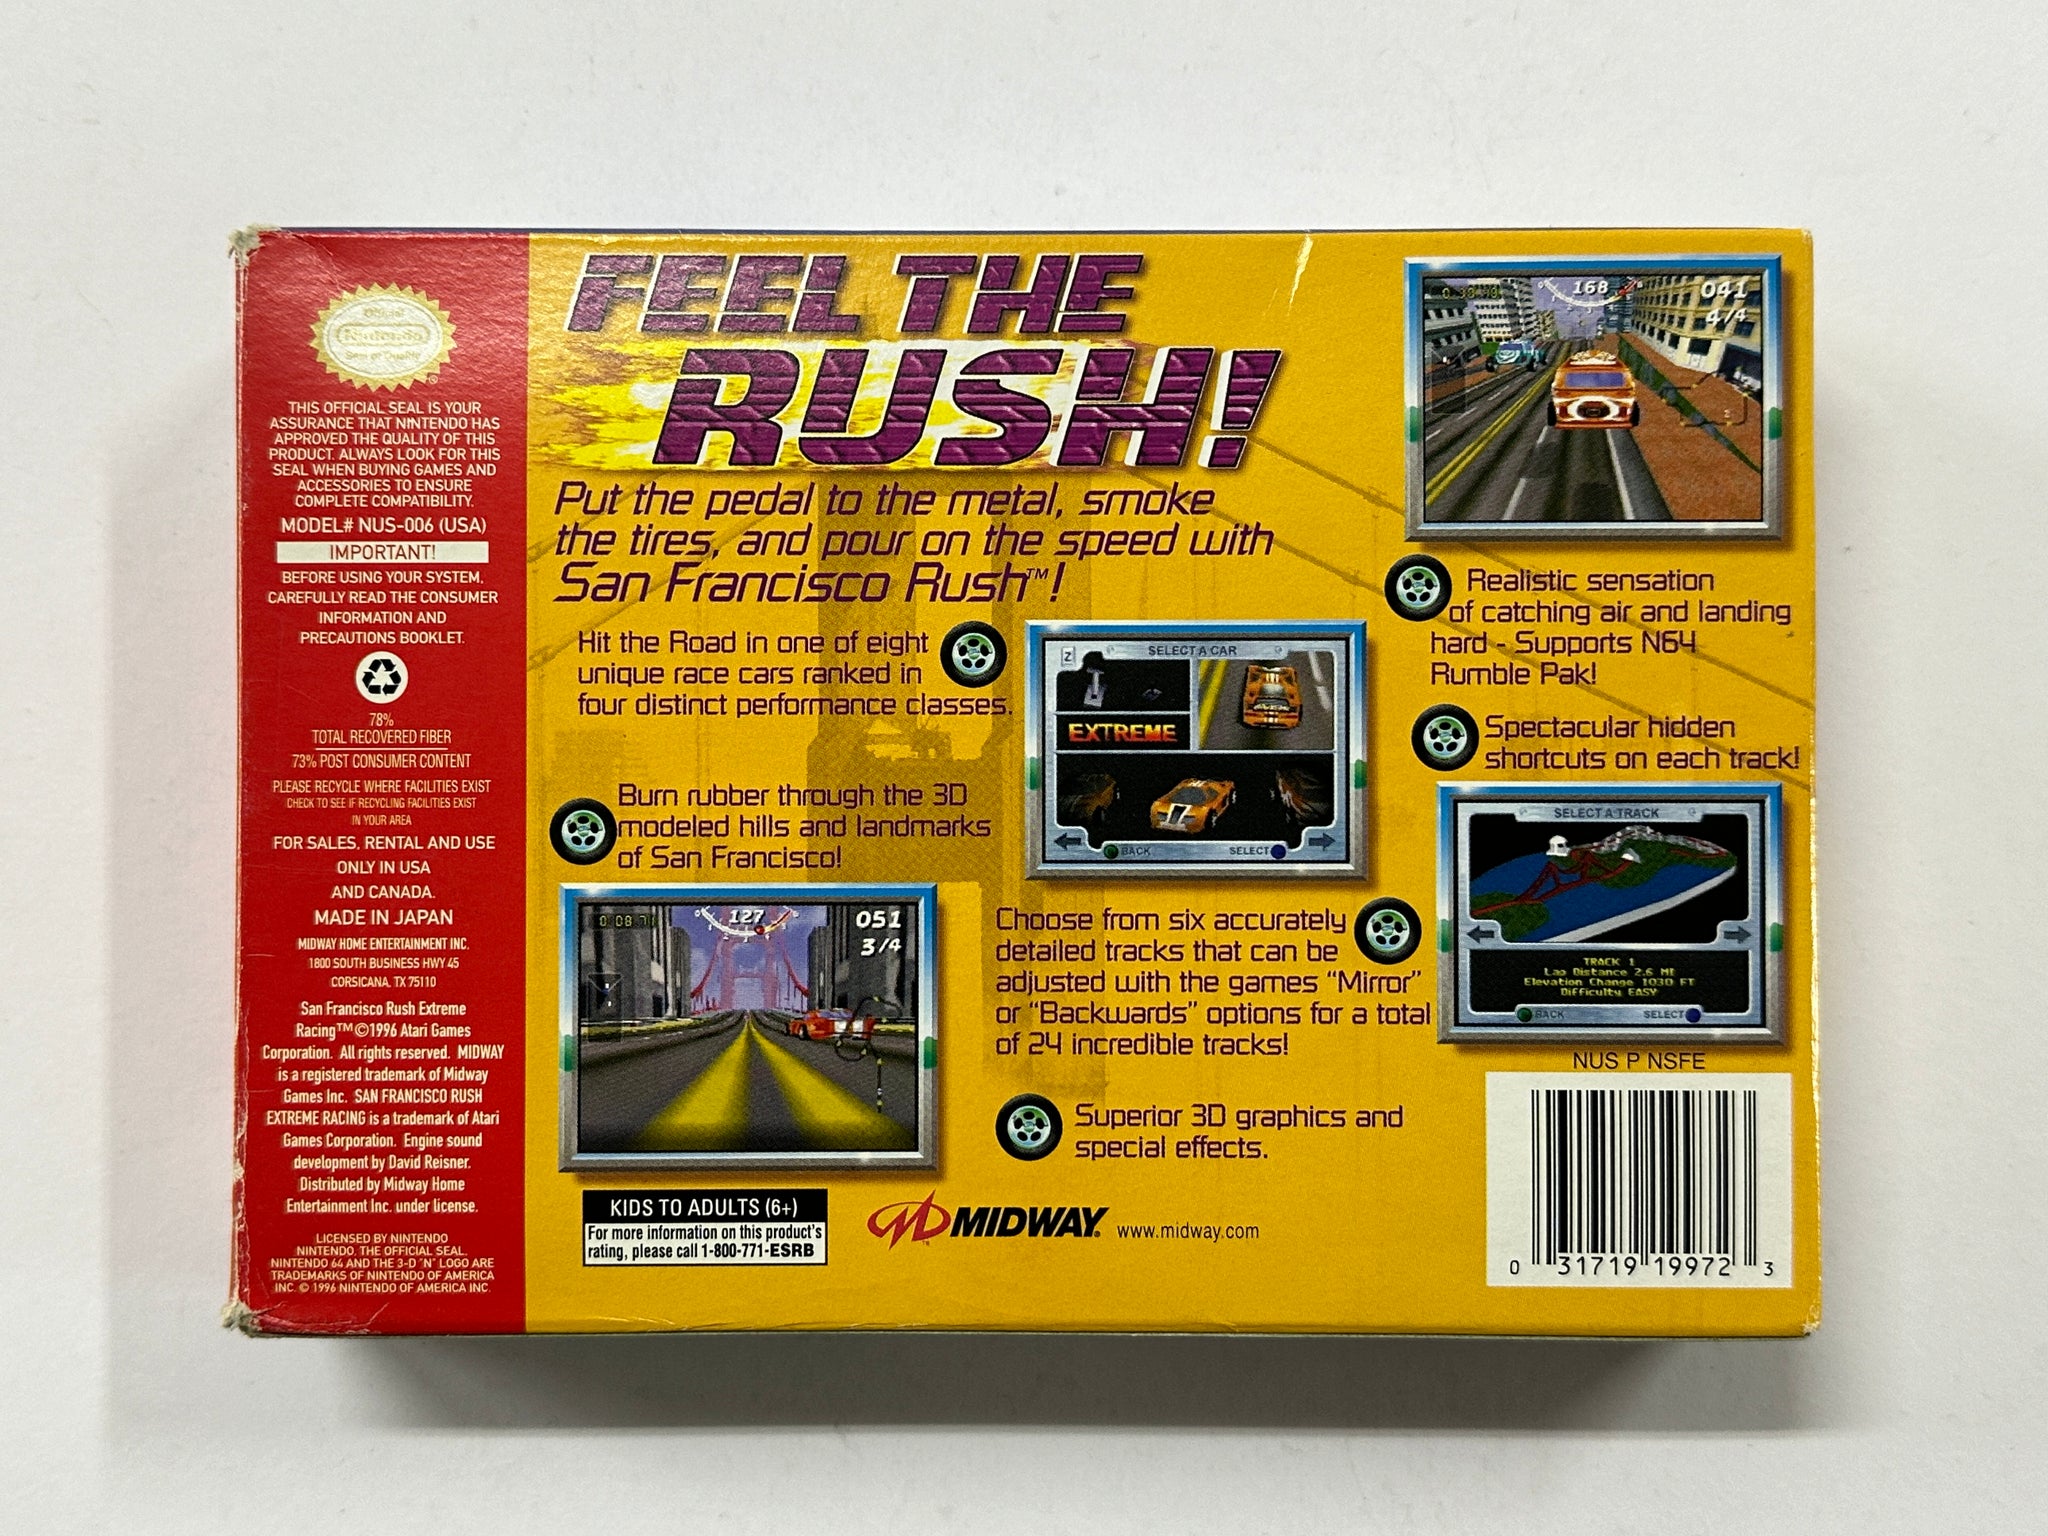 Official
Nintendo
Seal of Quality
THIS OFFICIAL SEAL IS YOUR
ASSURANCE THAT NINTENDO HAS
APPROVED THE QUALITY OF THIS
PRODUCT. ALWAYS LOOK FOR THIS
SEAL WHEN BUYING GAMES AND
ACCESSORIES TO ENSURE
COMPLETE COMPATIBILITY.
MODEL# NUS-006 (USA)
IMPORTANT!
BEFORE USING YOUR SYSTEM,
CAREFULLY READ THE CONSUMER
INFORMATION AND
PRECAUTIONS BOOKLET.
78%
TOTAL RECOVERED FIBER
73% POST CONSUMER CONTENT
PLEASE RECYCLE WHERE FACILITIES EXIST
CHECK TO SEE IF RECYCLING FACILITIES EXIST
IN YOUR AREA
FOR SALES, RENTAL AND USE
ONLY IN USA
AND CANADA.
MADE IN JAPAN
MIDWAY HOME ENTERTAINMENT INC.
1800 SOUTH BUSINESS HWY 45
CORSICANA, TX 75110
San Francisco Rush Extreme
Racing™ ©1996 Atari Games
Corporation. All rights reserved. MIDWAY
is a registered trademark of Midway
Games Inc. SAN FRANCISCO RUSH
EXTREME RACING is a trademark of Atari
Games Corporation. Engine sound
development by David Reisner.
Distributed by Midway Home
Entertainment Inc. under license.
LICENSED BY NINTENDO
NINTENDO, THE OFFICIAL SEAL,
NINTENDO 64 AND THE 3-D "N" LOGO ARE
TRADEMARKS OF NINTENDO OF AMERICA
INC. © 1996 NINTENDO OF AMERICA INC.
FEEL THE
RUSH!
Put the pedal to the metal, smoke
the tires, and pour on the speed with
San Francisco Rush™!
Hit the Road in one of eight
unique race cars ranked in
four distinct performance classes.
Burn rubber through the 3D
modeled hills and landmarks
of San Francisco!
127
051
3/4
KIDS TO ADULTS (6+)
For more information on this product's
rating, please call 1-800-771-ESRB
SELECT A CAR
Z
EXTREME
BACK
SELECT
Choose from six accurately
detailed tracks that can be
adjusted with the games "Mirror"
or "Backwards" options for a total
of 24 incredible tracks!
Superior 3D graphics and
special effects.
MIDWAY® www.midway.com
168
041
4/4
Realistic sensation
of catching air and landing
hard - Supports N64
Rumble Pak!
Spectacular hidden
shortcuts on each track!
SELECT A TRACK
TRACK 1
Lap Distance 2.6 MI
Elevation Change 1030 FT
Difficulty EASY
BACK
SELECT
NUS P NSFE
0 31719 19972 3